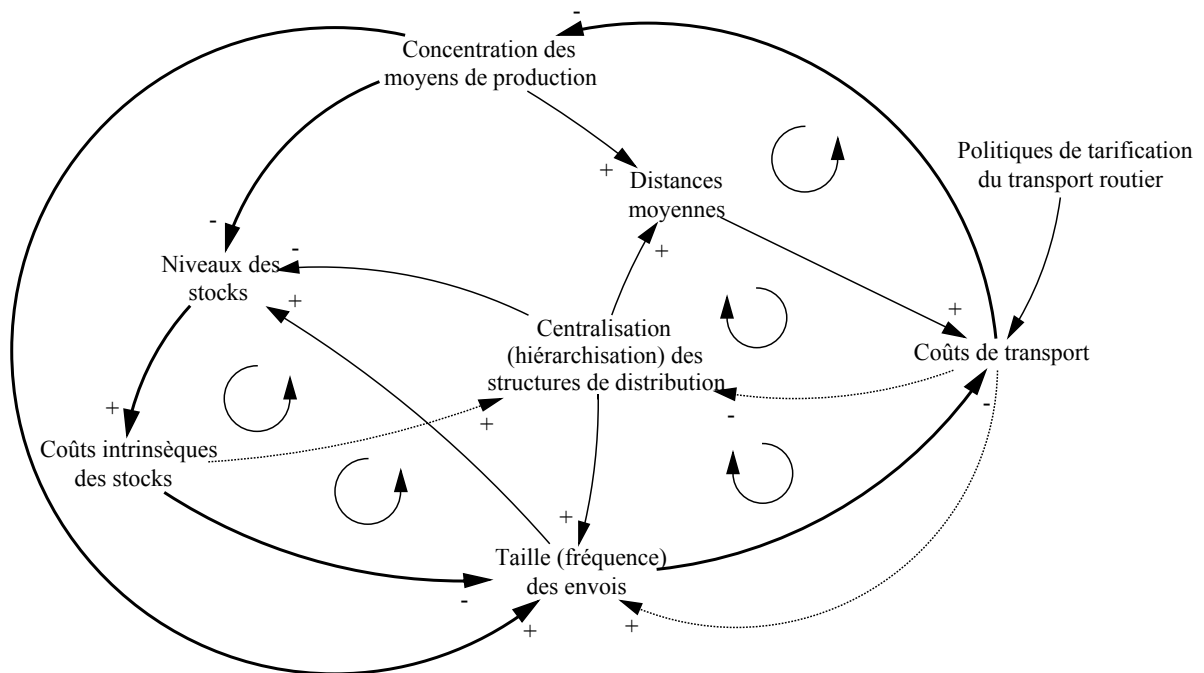 -
Concentration des
moyens de production
Politiques de tarification
du transport routier
+
Distances
moyennes
-
-
+
Niveaux des
stocks
+
+
Centralisation
(hiérarchisation) des
structures de distribution
Coûts de transport
-
+
-
+
Coûts intrinsèques
des stocks
+
Taille (fréquence)
des envois
-
+
+